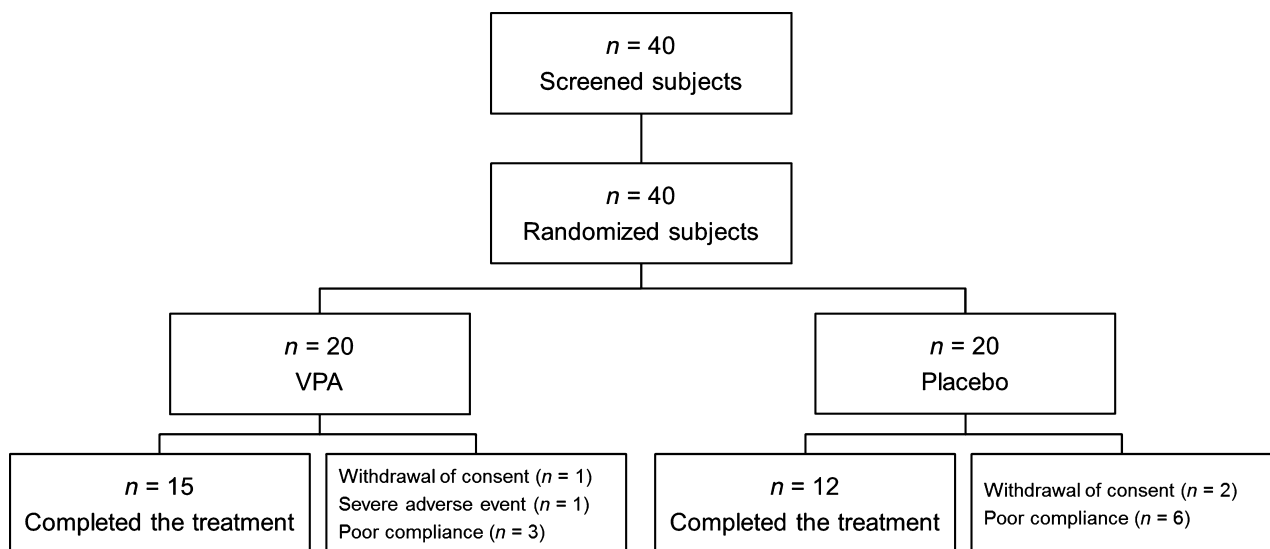 n = 40
Screened subjects
n = 40
Randomized subjects
n = 20
VPA
n = 20
Placebo
n = 15
Completed the treatment
Withdrawal of consent (n = 1)
Severe adverse event (n = 1)
Poor compliance (n = 3)
n = 12
Completed the treatment
Withdrawal of consent (n = 2)
Poor compliance (n = 6)